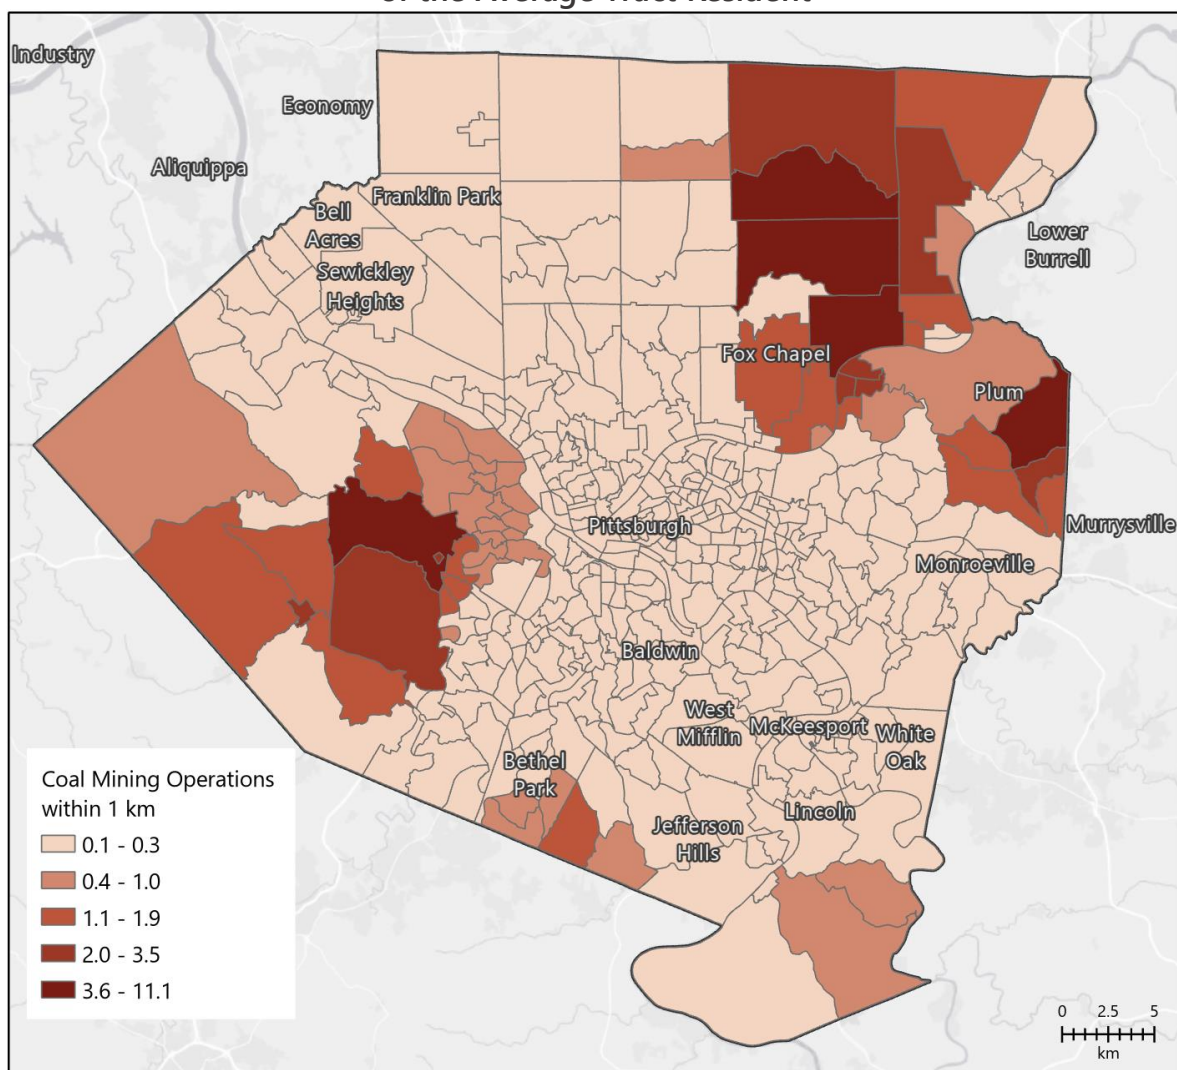 of the Average Tract Resident
Industry
Economy
Aliquippa
Franklin Park
Bell
Acres
Sewickley
Heights
Lower
Burrell
Fox Chapel
Plum
Pittsburgh
Murrysville
Monroeville
Baldwin
West
Mifflin
McKeesport
White
Oak
Bethel
Park
Lincoln
Jefferson
Hills
Coal Mining Operations
within 1 km
0.1 - 0.3
0.4 - 1.0
1.1 - 1.9
2.0 - 3.5
3.6 - 11.1
0 2.5 5
km